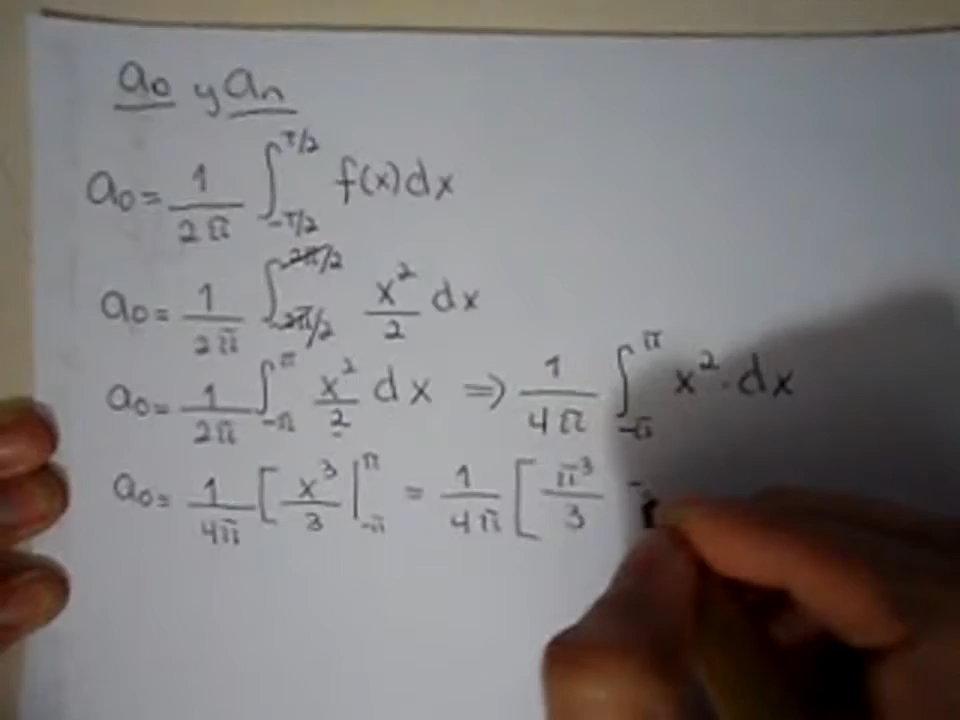 a₀ y aₙ
a₀ = 1/2π ∫_{-T/2}^{T/2} f(x)dx
a₀ = 1/2π ∫_{-2π/2}^{2π/2} x²/2 dx
a₀ = 1/2π ∫_{-π}^{π} x²/2 dx ⇒ 1/4π ∫_{-π}^{π} x² · dx
a₀ = 1/4π [ x³/3 |_{-π}^{π} = 1/4π [ π³/3 -